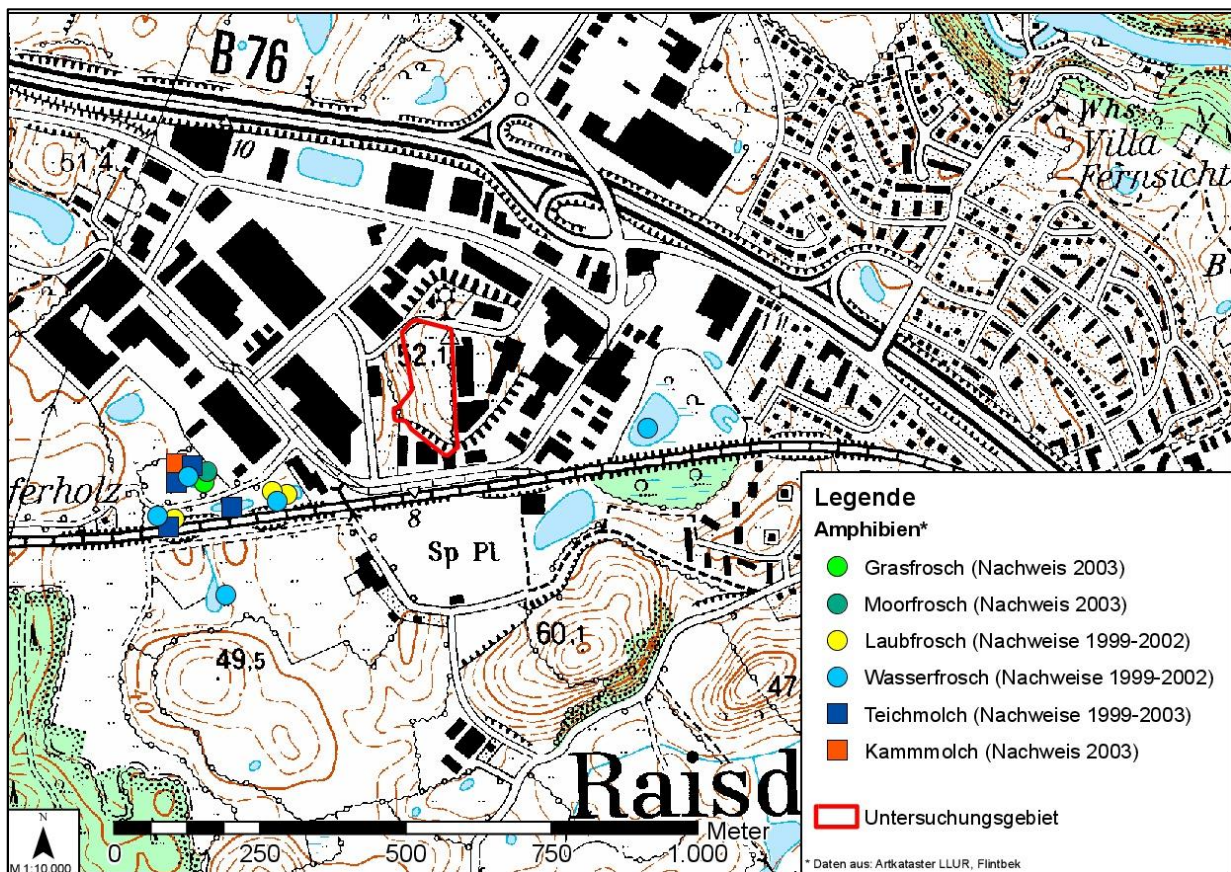 B 76
10
51,4
Whs
Villa
Fernsicht
B
52,1
ferholz
8
Sp Pl
60,1
49,5
40
47
Raisd
Legende
Amphibien*
Grasfrosch (Nachweis 2003)
Moorfrosch (Nachweis 2003)
Laubfrosch (Nachweise 1999-2002)
Wasserfrosch (Nachweise 1999-2002)
Teichmolch (Nachweise 1999-2003)
Kammmolch (Nachweis 2003)
Untersuchungsgebiet
* Daten aus: Artkataster LLUR, Flintbek
N
M 1:10.000
0 250 500 750 1.000
Meter